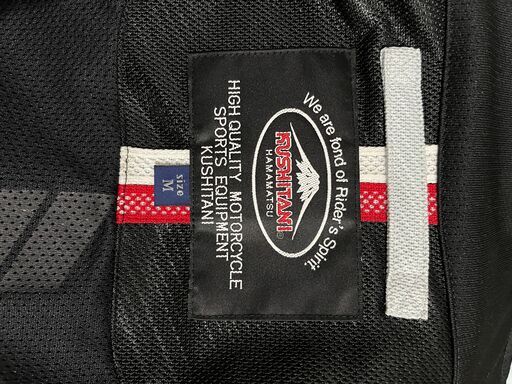 We are fond of Rider's Spirit.
KUSHITANI
HAMAMATSU
HIGH QUALITY MOTORCYCLE
SPORTS EQUIPMENT
KUSHITANI
size
M